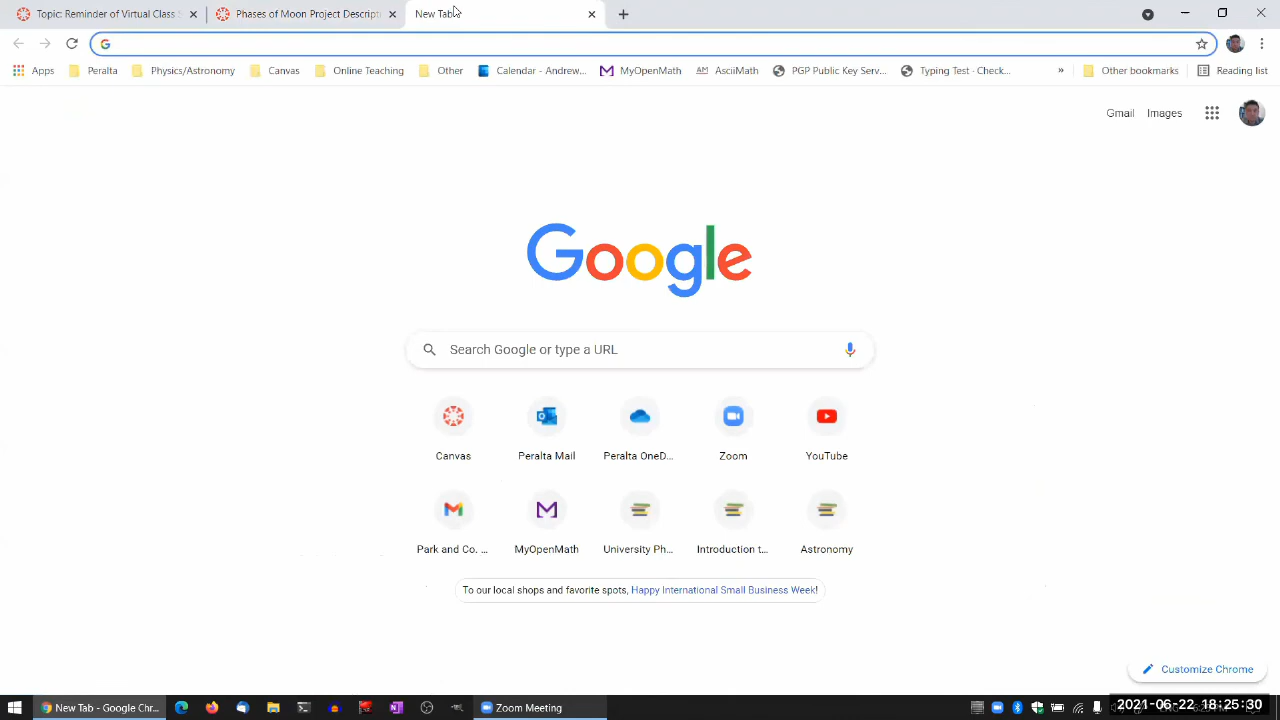 Topic: Reminder of Virtual Class S
Phases of Moon Project Descript
New Tab
Apps
Peralta
Physics/Astronomy
Canvas
Online Teaching
Other
Calendar - Andrew...
MyOpenMath
AsciiMath
PGP Public Key Serv...
Typing Test - Check...
»
Other bookmarks
Reading list
Gmail
Images
Google
Search Google or type a URL
Canvas
Peralta Mail
Peralta OneD...
Zoom
YouTube
Park and Co. ...
MyOpenMath
University Ph...
Introduction t...
Astronomy
To our local shops and favorite spots, Happy International Small Business Week!
Customize Chrome
New Tab - Google Chr...
Zoom Meeting
2021-06-22 18:25:30